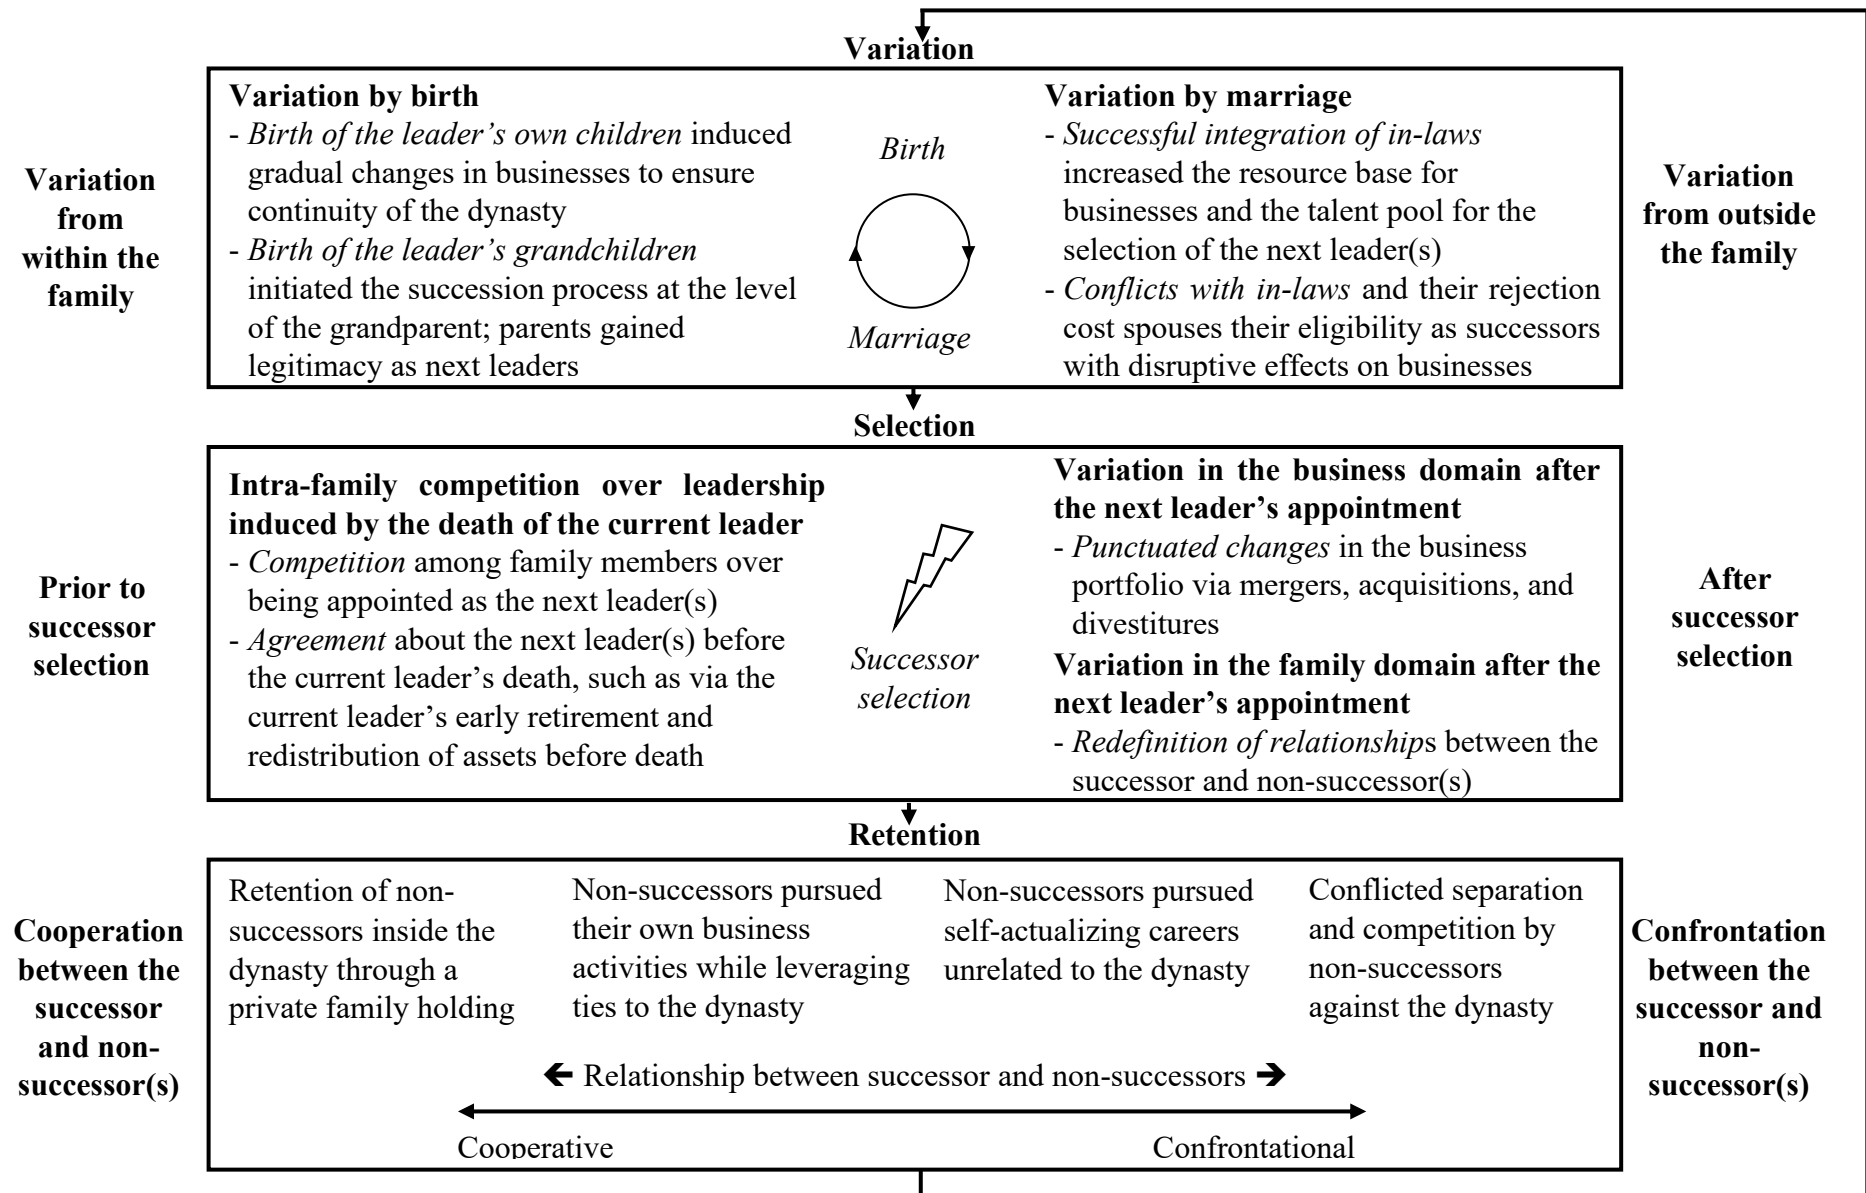 Variation
Variation
from
within the
family
Variation by birth
- Birth of the leader’s own children induced
gradual changes in businesses to ensure
continuity of the dynasty
- Birth of the leader’s grandchildren
initiated the succession process at the level
of the grandparent; parents gained
legitimacy as next leaders
Birth
Marriage
Variation by marriage
- Successful integration of in-laws
increased the resource base for
businesses and the talent pool for the
selection of the next leader(s)
- Conflicts with in-laws and their rejection
cost spouses their eligibility as successors
with disruptive effects on businesses
Variation
from outside
the family
Selection
Prior to
successor
selection
Intra-family competition over leadership
induced by the death of the current leader
- Competition among family members over
being appointed as the next leader(s)
- Agreement about the next leader(s) before
the current leader’s death, such as via the
current leader’s early retirement and
redistribution of assets before death
Successor
selection
Variation in the business domain after
the next leader’s appointment
- Punctuated changes in the business
portfolio via mergers, acquisitions, and
divestitures
Variation in the family domain after the
next leader’s appointment
- Redefinition of relationships between the
successor and non-successor(s)
After
successor
selection
Retention
Cooperation
between the
successor
and non-
successor(s)
Retention of non-
successors inside the
dynasty through a
private family holding
Non-successors pursued
their own business
activities while leveraging
ties to the dynasty
Non-successors pursued
self-actualizing careers
unrelated to the dynasty
Conflicted separation
and competition by
non-successors
against the dynasty
Confrontation
between the
successor and
non-
successor(s)
🡸 Relationship between successor and non-successors 🡺
Cooperative
Confrontational